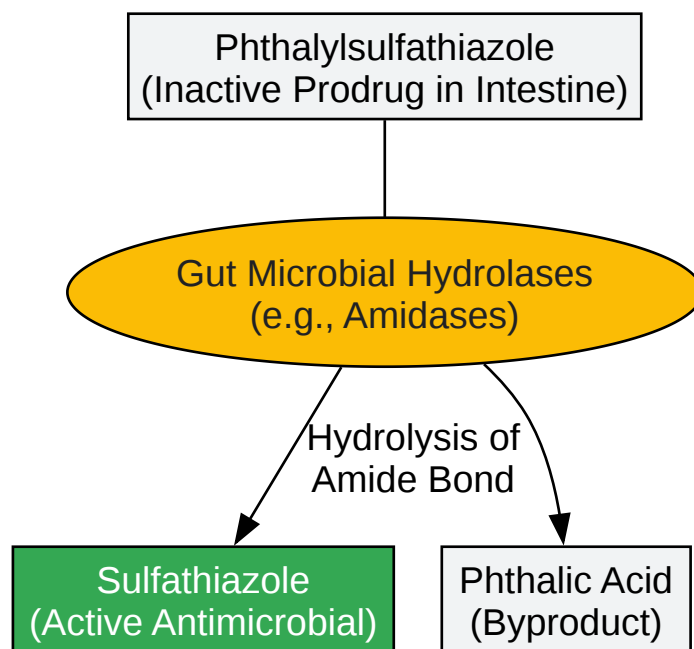 Phthalylsulfathiazole
(Inactive Prodrug in Intestine)
Gut Microbial Hydrolases
(e.g., Amidases)
Hydrolysis of
Amide Bond
Sulfathiazole
(Active Antimicrobial)
Phthalic Acid
(Byproduct)